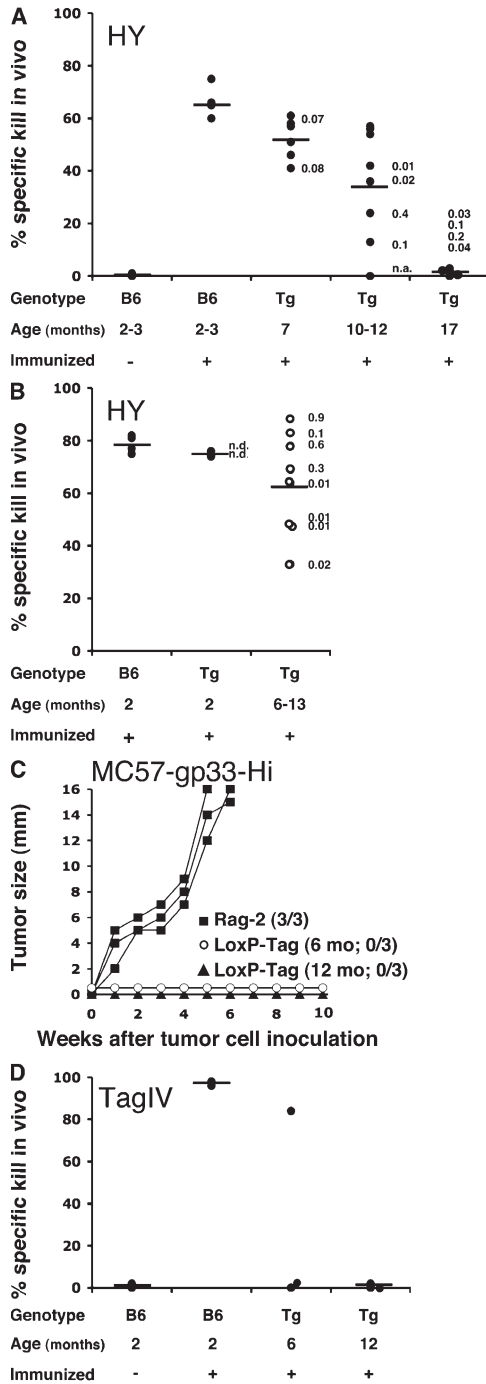 A
HY
% specific kill in vivo
100
80
60
40
20
0
0.07
0.08
0.01
0.02
0.4
0.1
n.a.
0.03
0.1
0.2
0.04
Genotype B6 B6 Tg Tg Tg
Age (months) 2-3 2-3 7 10-12 17
Immunized - + + + +
B
HY
% specific kill in vivo
100
80
60
40
20
0
n.d.
n.d.
0.9
0.1
0.6
0.3
0.01
0.01
0.01
0.02
Genotype B6 Tg Tg
Age (months) 2 2 6-13
Immunized + + +
C
MC57-gp33-Hi
Tumor size (mm)
16
14
12
10
8
6
4
2
0
Rag-2 (3/3)
LoxP-Tag (6 mo; 0/3)
LoxP-Tag (12 mo; 0/3)
0 2 4 6 8 10
Weeks after tumor cell inoculation
D
TagIV
% specific kill in vivo
100
80
60
40
20
0
Genotype B6 B6 Tg Tg
Age (months) 2 2 6 12
Immunized - + + +